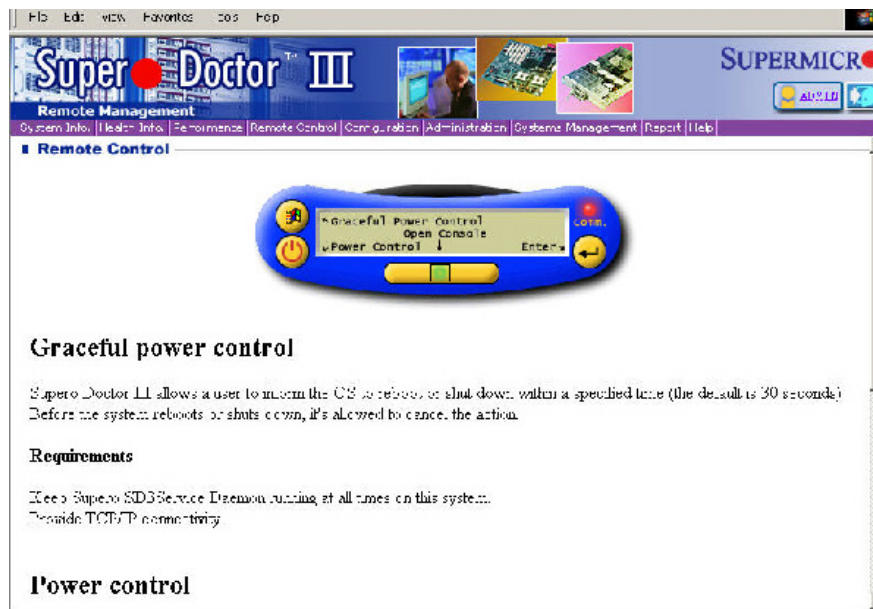 File Edit View Favorites Tools Help
Super Doctor™ III
SUPERMICR
Remote Management
ADMIN
System Info. Health Info. Performance Remote Control Configuration Administration Systems Management Report Help
Remote Control
Graceful Power Control
Open Console
Power Control Enter
Comm.
Graceful power control
Supero Doctor III allows a user to inform the OS to reboot or shut down within a specified time (the default is 30 seconds)
Before the system reboots or shuts down, it's allowed to cancel the action
Requirements
Keep Supero SD3Service Daemon running at all times on this system.
Provide TCP/IP connectivity
Power control